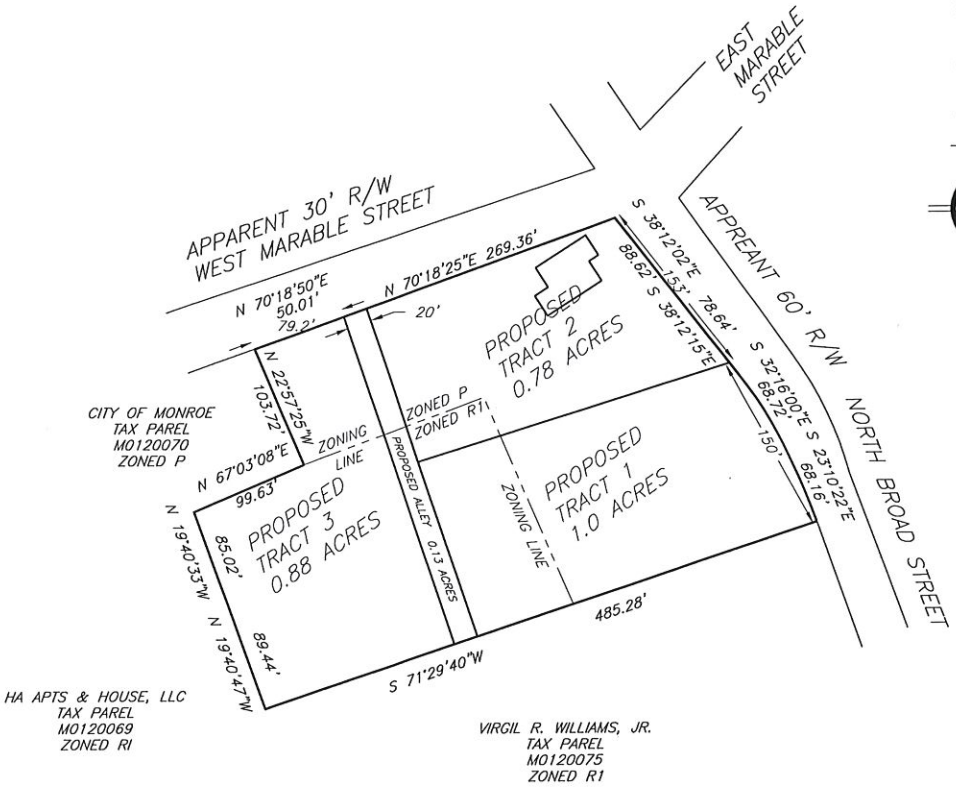 EAST
MARABLE
STREET
APPARENT 30' R/W
WEST MARABLE STREET
APPREANT 60' R/W
NORTH BROAD STREET
N 70°18'50"E
50.01'
79.2'
N 70°18'25"E 269.36'
20'
S 38°12'02"E
88.62'
153'
78.64'
S 38°12'15"E
S 32°16'00"E
68.72'
S 23°10'22"E
68.16'
150'
PROPOSED
TRACT 2
0.78 ACRES
N 22°57'25"W
103.72'
CITY OF MONROE
TAX PAREL
M0120070
ZONED P
ZONED P
ZONED R1
ZONING
LINE
N 67°03'08"E
99.63'
PROPOSED ALLEY 0.13 ACRES
PROPOSED
TRACT 1
1.0 ACRES
ZONING LINE
PROPOSED
TRACT 3
0.88 ACRES
85.02'
N 19°40'33"W
89.44'
N 19°40'47"W
485.28'
S 71°29'40"W
HA APTS & HOUSE, LLC
TAX PAREL
M0120069
ZONED RI
VIRGIL R. WILLIAMS, JR.
TAX PAREL
M0120075
ZONED R1